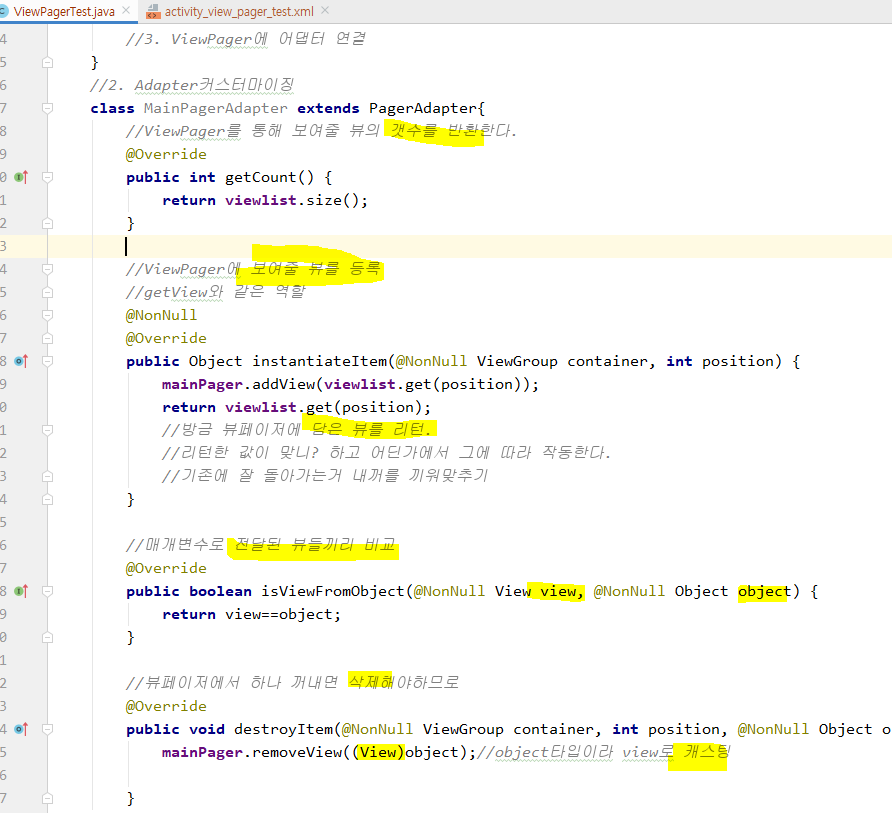 ViewPagerTest.java × activity_view_pager_test.xml ×
4 //3. ViewPager에 어댑터 연결
5 }
6 //2. Adapter커스터마이징
7 class MainPagerAdapter extends PagerAdapter{
8 //ViewPager를 통해 보여줄 뷰의 갯수를 반환한다.
9 @Override
0 public int getCount() {
1 return viewlist.size();
2 }
3
4 //ViewPager에 보여줄 뷰를 등록
5 //getView와 같은 역할
6 @NonNull
7 @Override
8 public Object instantiateItem(@NonNull ViewGroup container, int position) {
9 mainPager.addView(viewlist.get(position));
0 return viewlist.get(position);
1 //방금 뷰페이저에 담은 뷰를 리턴.
2 //리턴한 값이 맞니? 하고 어딘가에서 그에 따라 작동한다.
3 //기존에 잘 돌아가는거 내꺼를 끼워맞추기
4 }
5
6 //매개변수로 전달된 뷰들끼리 비교
7 @Override
8 public boolean isViewFromObject(@NonNull View view, @NonNull Object object) {
9 return view==object;
0 }
1
2 //뷰페이저에서 하나 꺼내면 삭제해야하므로
3 @Override
4 public void destroyItem(@NonNull ViewGroup container, int position, @NonNull Object o
5 mainPager.removeView((View)object);//object타입이라 view로 캐스팅
6
7 }